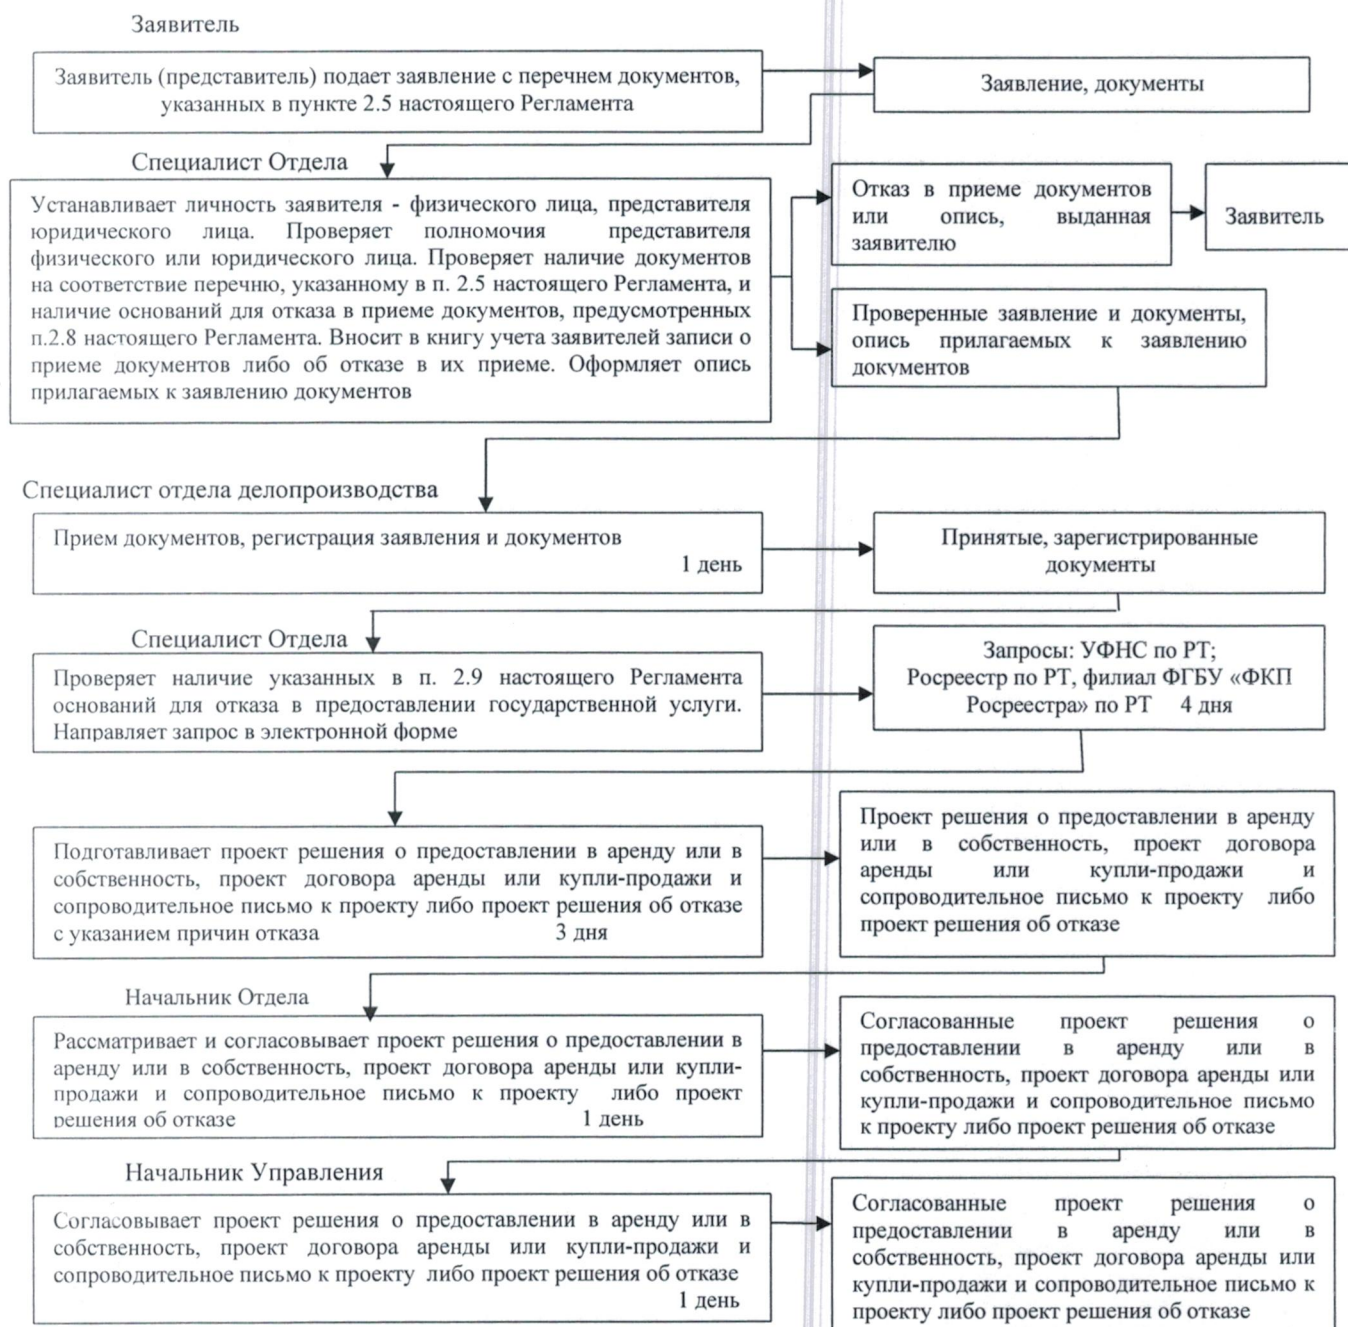 Заявитель
Заявитель (представитель) подает заявление с перечнем документов,
указанных в пункте 2.5 настоящего Регламента
Заявление, документы
Специалист Отдела
Устанавливает личность заявителя - физического лица, представителя
юридического лица. Проверяет полномочия представителя
физического или юридического лица. Проверяет наличие документов
на соответствие перечню, указанному в п. 2.5 настоящего Регламента, и
наличие оснований для отказа в приеме документов, предусмотренных
п.2.8 настоящего Регламента. Вносит в книгу учета заявителей записи о
приеме документов либо об отказе в их приеме. Оформляет опись
прилагаемых к заявлению документов
Отказ в приеме документов
или опись, выданная
заявителю
Заявитель
Проверенные заявление и документы,
опись прилагаемых к заявлению
документов
Специалист отдела делопроизводства
Прием документов, регистрация заявления и документов
1 день
Принятые, зарегистрированные
документы
Специалист Отдела
Проверяет наличие указанных в п. 2.9 настоящего Регламента
оснований для отказа в предоставлении государственной услуги.
Направляет запрос в электронной форме
Запросы: УФНС по РТ;
Росреестр по РТ, филиал ФГБУ «ФКП
Росреестра» по РТ 4 дня
Подготавливает проект решения о предоставлении в аренду или в
собственность, проект договора аренды или купли-продажи и
сопроводительное письмо к проекту либо проект решения об отказе
с указанием причин отказа 3 дня
Проект решения о предоставлении в аренду
или в собственность, проект договора
аренды или купли-продажи и
сопроводительное письмо к проекту либо
проект решения об отказе
Начальник Отдела
Рассматривает и согласовывает проект решения о предоставлении в
аренду или в собственность, проект договора аренды или купли-
продажи и сопроводительное письмо к проекту либо проект
решения об отказе 1 день
Согласованные проект решения о
предоставлении в аренду или в
собственность, проект договора аренды или
купли-продажи и сопроводительное письмо
к проекту либо проект решения об отказе
Начальник Управления
Согласовывает проект решения о предоставлении в аренду или в
собственность, проект договора аренды или купли-продажи и
сопроводительное письмо к проекту либо проект решения об отказе
1 день
Согласованные проект решения о
предоставлении в аренду или в
собственность, проект договора аренды или
купли-продажи и сопроводительное письмо к
проекту либо проект решения об отказе